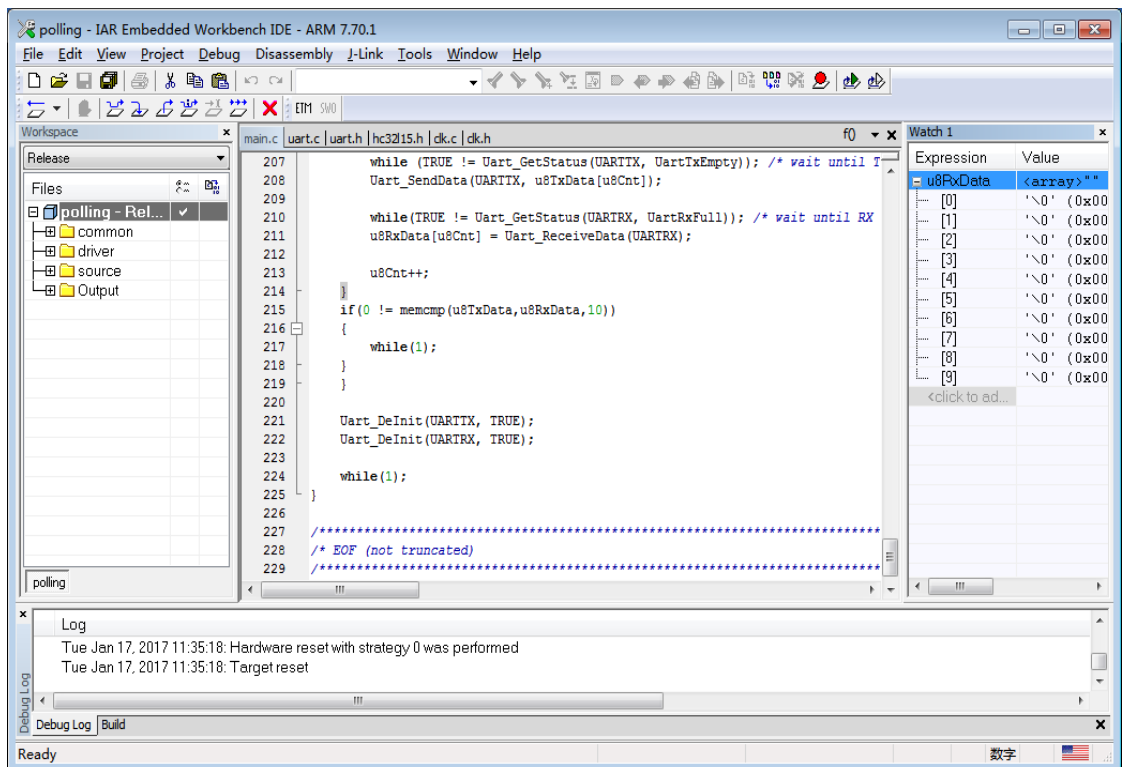 polling - IAR Embedded Workbench IDE - ARM 7.70.1
File Edit View Project Debug Disassembly J-Link Tools Window Help
ETM SWO
Workspace
Release
Files
polling - Rel...
common
driver
source
Output
polling
main.c uart.c uart.h hc32l15.h clk.c clk.h f()
207 while (TRUE != Uart_GetStatus(UARTTX, UartTxEmpty)); /* wait until T
208 Uart_SendData(UARTTX, u8TxData[u8Cnt]);
209
210 while(TRUE != Uart_GetStatus(UARTRX, UartRxFull)); /* wait until RX
211 u8RxData[u8Cnt] = Uart_ReceiveData(UARTRX);
212
213 u8Cnt++;
214 }
215 if(0 != memcmp(u8TxData,u8RxData,10))
216 {
217 while(1);
218 }
219 }
220
221 Uart_DeInit(UARTTX, TRUE);
222 Uart_DeInit(UARTRX, TRUE);
223
224 while(1);
225 }
226
227 /***************************************************************************
228 /* EOF (not truncated)
229 /***************************************************************************
Watch 1
Expression Value
u8RxData <array>""
[0] '\0' (0x00
[1] '\0' (0x00
[2] '\0' (0x00
[3] '\0' (0x00
[4] '\0' (0x00
[5] '\0' (0x00
[6] '\0' (0x00
[7] '\0' (0x00
[8] '\0' (0x00
[9] '\0' (0x00
<click to ad...
Debug Log
Log
Tue Jan 17, 2017 11:35:18: Hardware reset with strategy 0 was performed
Tue Jan 17, 2017 11:35:18: Target reset
Debug Log Build
Ready 数字